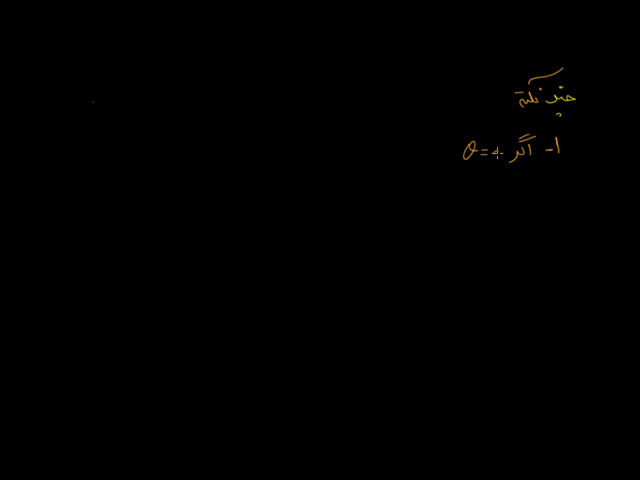 چند نکته
۱- اگر θ =